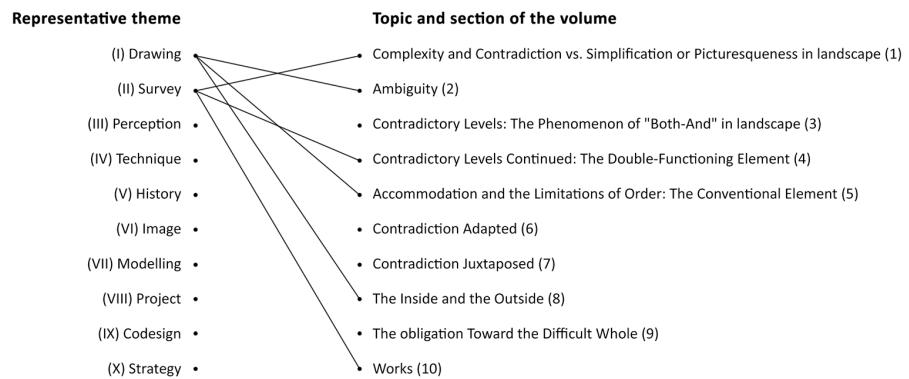 Representative theme
Topic and section of the volume
(I) Drawing
Complexity and Contradiction vs. Simplification or Picturesqueness in landscape (1)
(II) Survey
Ambiguity (2)
(III) Perception
Contradictory Levels: The Phenomenon of "Both-And" in landscape (3)
(IV) Technique
Contradictory Levels Continued: The Double-Functioning Element (4)
(V) History
Accommodation and the Limitations of Order: The Conventional Element (5)
(VI) Image
Contradiction Adapted (6)
(VII) Modelling
Contradiction Juxtaposed (7)
(VIII) Project
The Inside and the Outside (8)
(IX) Codesign
The obligation Toward the Difficult Whole (9)
(X) Strategy
Works (10)